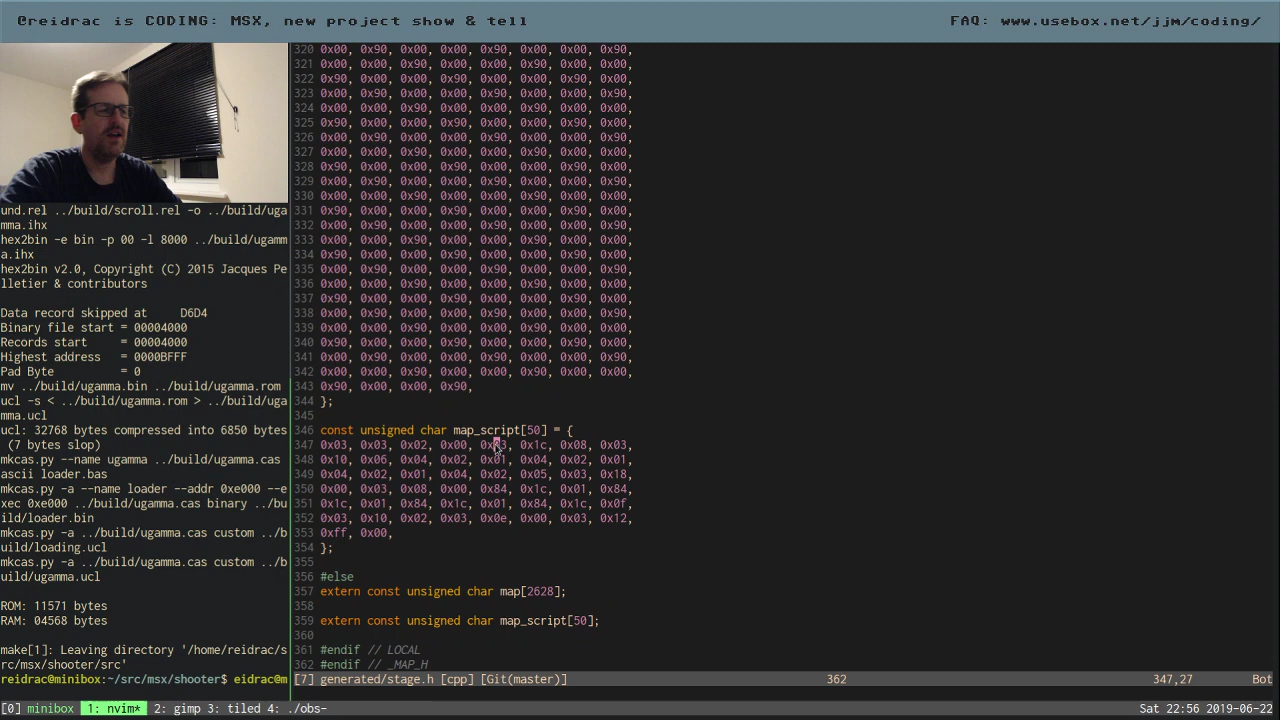 @reidrac is CODING: MSX, new project show & tell
FAQ: www.usebox.net/jjm/coding/
und.rel ../build/scroll.rel -o ../build/uga
mma.ihx
hex2bin -e bin -p 00 -l 8000 ../build/ugamm
a.ihx
hex2bin v2.0, Copyright (C) 2015 Jacques Pe
lletier & contributors
Data record skipped at     D6D4
Binary file start = 00004000
Records start     = 00004000
Highest address   = 0000BFFF
Pad Byte          = 0
mv ../build/ugamma.bin ../build/ugamma.rom
ucl -s < ../build/ugamma.rom > ../build/uga
mma.ucl
ucl: 32768 bytes compressed into 6850 bytes
 (7 bytes slop)
mkcas.py --name ugamma ../build/ugamma.cas
ascii loader.bas
mkcas.py -a --name loader --addr 0xe000 --e
xec 0xe000 ../build/ugamma.cas binary ../bu
ild/loader.bin
mkcas.py -a ../build/ugamma.cas custom ../b
uild/loading.ucl
mkcas.py -a ../build/ugamma.cas custom ../b
uild/ugamma.ucl
ROM: 11571 bytes
RAM: 04568 bytes
make[1]: Leaving directory '/home/reidrac/s
rc/msx/shooter/src'
reidrac@minibox:~/src/msx/shooter$ eidrac@m
320 0x00, 0x90, 0x00, 0x00, 0x90, 0x00, 0x00, 0x90,
321 0x00, 0x00, 0x90, 0x00, 0x00, 0x90, 0x00, 0x00,
322 0x90, 0x00, 0x00, 0x90, 0x00, 0x00, 0x90, 0x90,
323 0x00, 0x00, 0x90, 0x00, 0x90, 0x00, 0x00, 0x90,
324 0x00, 0x00, 0x90, 0x00, 0x00, 0x90, 0x00, 0x00,
325 0x90, 0x00, 0x00, 0x90, 0x90, 0x00, 0x00, 0x90,
326 0x00, 0x90, 0x00, 0x00, 0x90, 0x00, 0x00, 0x90,
327 0x00, 0x00, 0x90, 0x00, 0x00, 0x90, 0x00, 0x00,
328 0x90, 0x00, 0x00, 0x90, 0x00, 0x00, 0x90, 0x00,
329 0x00, 0x90, 0x00, 0x00, 0x90, 0x00, 0x00, 0x90,
330 0x00, 0x00, 0x90, 0x00, 0x00, 0x90, 0x00, 0x00,
331 0x90, 0x00, 0x00, 0x90, 0x00, 0x00, 0x90, 0x00,
332 0x00, 0x90, 0x00, 0x00, 0x90, 0x00, 0x00, 0x90,
333 0x00, 0x00, 0x90, 0x00, 0x00, 0x90, 0x00, 0x00,
334 0x90, 0x00, 0x00, 0x90, 0x00, 0x00, 0x90, 0x00,
335 0x00, 0x90, 0x00, 0x00, 0x90, 0x00, 0x00, 0x90,
336 0x00, 0x00, 0x90, 0x00, 0x00, 0x90, 0x00, 0x00,
337 0x90, 0x00, 0x00, 0x90, 0x00, 0x00, 0x90, 0x00,
338 0x00, 0x90, 0x00, 0x00, 0x90, 0x00, 0x00, 0x90,
339 0x00, 0x00, 0x90, 0x00, 0x00, 0x90, 0x00, 0x00,
340 0x90, 0x00, 0x00, 0x90, 0x00, 0x00, 0x90, 0x00,
341 0x00, 0x90, 0x00, 0x00, 0x90, 0x00, 0x00, 0x90,
342 0x00, 0x00, 0x90, 0x00, 0x00, 0x90, 0x00, 0x00,
343 0x90, 0x00, 0x00, 0x90,
344 };
345
346 const unsigned char map_script[50] = {
347 0x03, 0x03, 0x02, 0x00, 0x03, 0x1c, 0x08, 0x03,
348 0x10, 0x06, 0x04, 0x02, 0x01, 0x04, 0x02, 0x01,
349 0x04, 0x02, 0x01, 0x04, 0x02, 0x05, 0x03, 0x18,
350 0x00, 0x03, 0x08, 0x00, 0x84, 0x1c, 0x01, 0x84,
351 0x1c, 0x01, 0x84, 0x1c, 0x01, 0x84, 0x1c, 0x0f,
352 0x03, 0x10, 0x02, 0x03, 0x0e, 0x00, 0x03, 0x12,
353 0xff, 0x00,
354 };
355
356 #else
357 extern const unsigned char map[2628];
358
359 extern const unsigned char map_script[50];
360
361 #endif // LOCAL
362 #endif // _MAP_H
[7] generated/stage.h [cpp] [Git(master)] 362 347,27 Bot
[0] minibox 1: nvim* 2: gimp 3: tiled 4: ./obs- Sat 22:56 2019-06-22